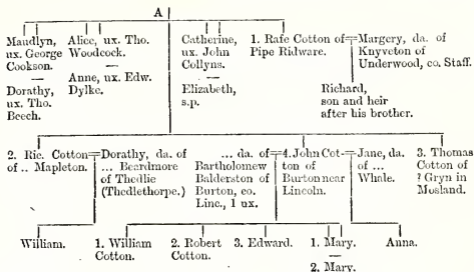 A
Maudlyn,
ux. George
Cookson.
—
Dorathy,
ux. Tho.
Beech.
Alice, ux. Tho.
Woodcock.
—
Anne, ux. Edw.
Dylke.
Catherine,
ux. John
Collyns.
—
Elizabeth,
s.p.
1. Rafe Cotton of
Pipe Ridware.
Margery, da. of
Knyveton of
Underwood, co. Staff.
Richard,
son and heir
after his brother.
2. Ric. Cotton
of .. Mapleton.
Dorathy, da. of
... Beardmore
of Thedlie
(Thedlethorpe.)
... da. of
Bartholomew
Balderston of
Burton, co.
Linc., 1 ux.
4. John Cot-
ton of
Burton near
Lincoln.
Jane, da.
of ...
Whale.
3. Thomas
Cotton of
? Gryn in
Mosland.
William.
1. William
Cotton.
2. Robert
Cotton.
3. Edward.
1. Mary.
—
2. Mary.
Anna.